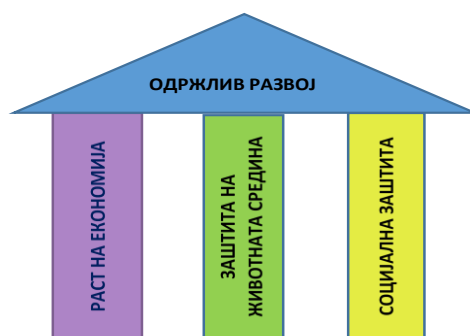 ОДРЖЛИВ РАЗВОЈ
РАСТ НА ЕКОНОМИЈА
ЗАШТИТА НА
ЖИВОТНАТА СРЕДИНА
СОЦИЈАЛНА ЗАШТИТА